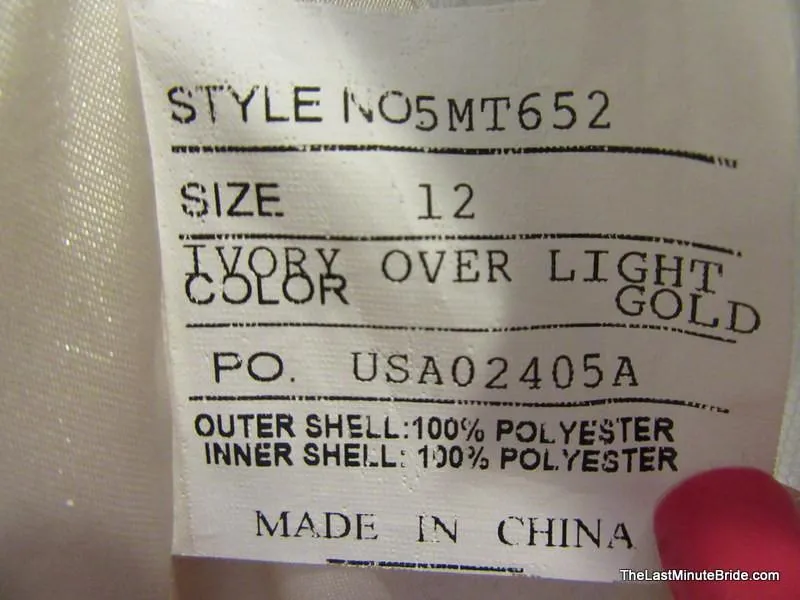 STYLE NO5MT652
SIZE 12
IVORY OVER LIGHT
COLOR GOLD
PO. USA02405A
OUTER SHELL:100% POLYESTER
INNER SHELL: 100% POLYESTER
MADE IN CHINA
TheLastMinuteBride.com